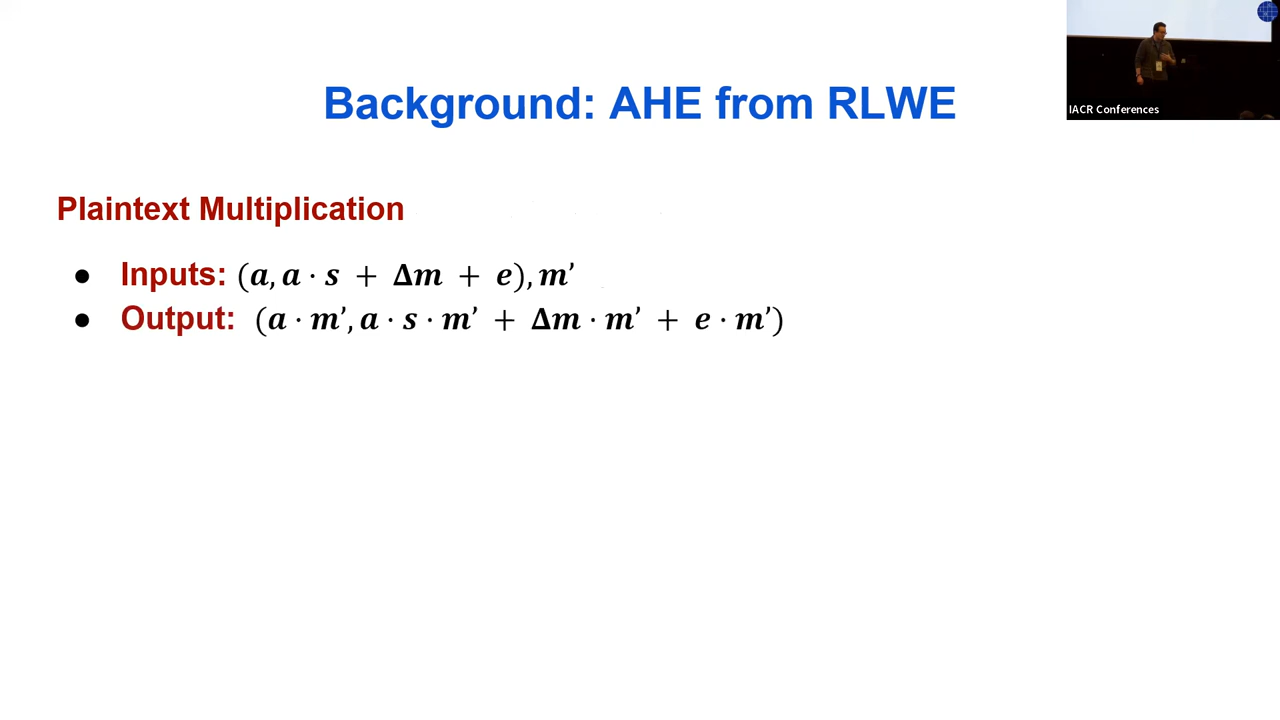 Background: AHE from RLWE
IACR Conferences
Plaintext Multiplication
● Inputs: (a, a · s + Δm + e), m’
● Output: (a · m’, a · s · m’ + Δm · m’ + e · m’)